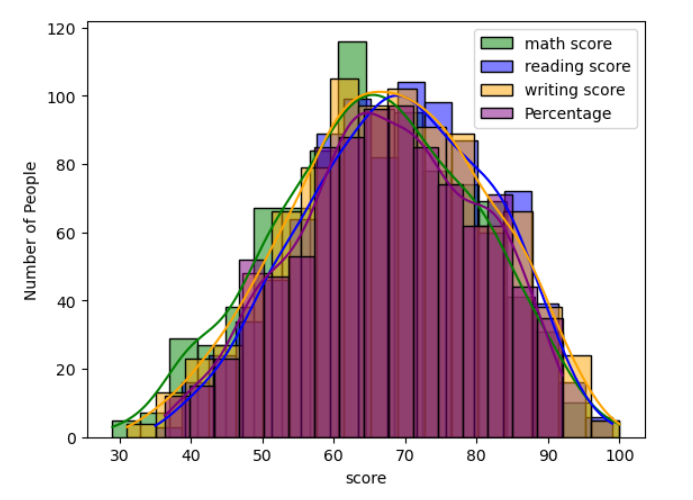 120
100
80
60
40
20
0
Number of People
math score
reading score
writing score
Percentage
30 40 50 60 70 80 90 100
score